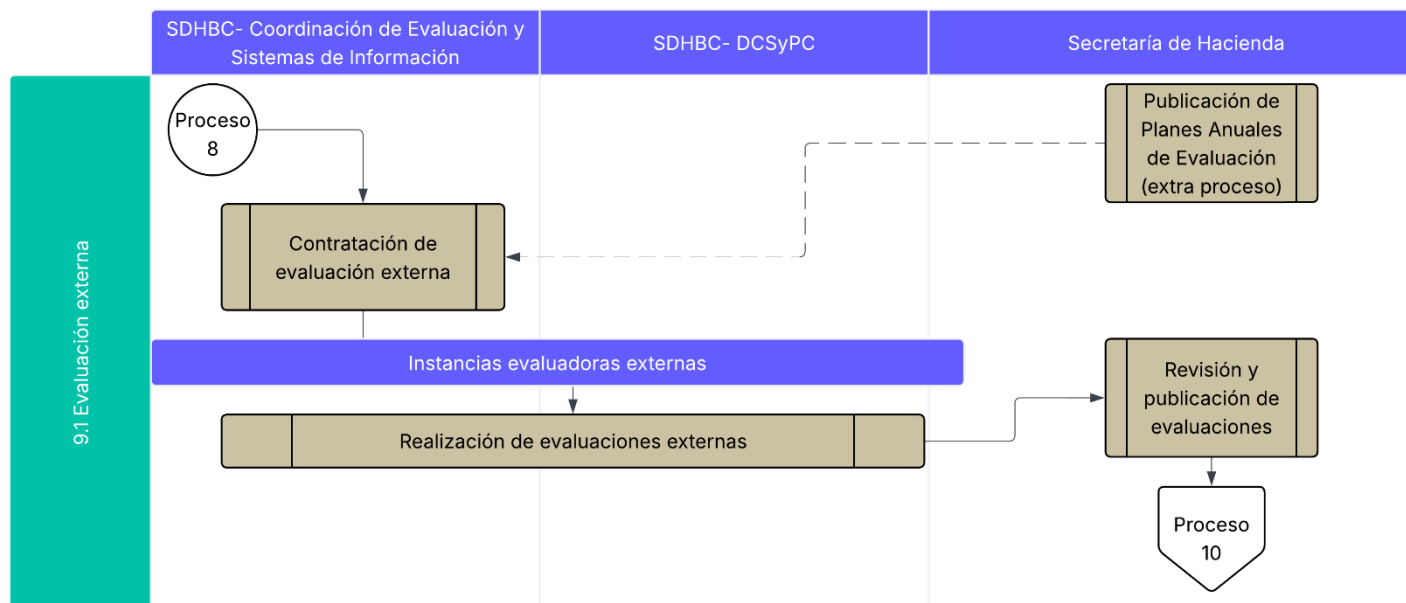 SDHBC- Coordinación de Evaluación y
Sistemas de Información
SDHBC- DCSyPC
Secretaría de Hacienda
9.1 Evaluación externa
Proceso
8
Publicación de
Planes Anuales
de Evaluación
(extra proceso)
Contratación de
evaluación externa
Instancias evaluadoras externas
Realización de evaluaciones externas
Revisión y
publicación de
evaluaciones
Proceso
10